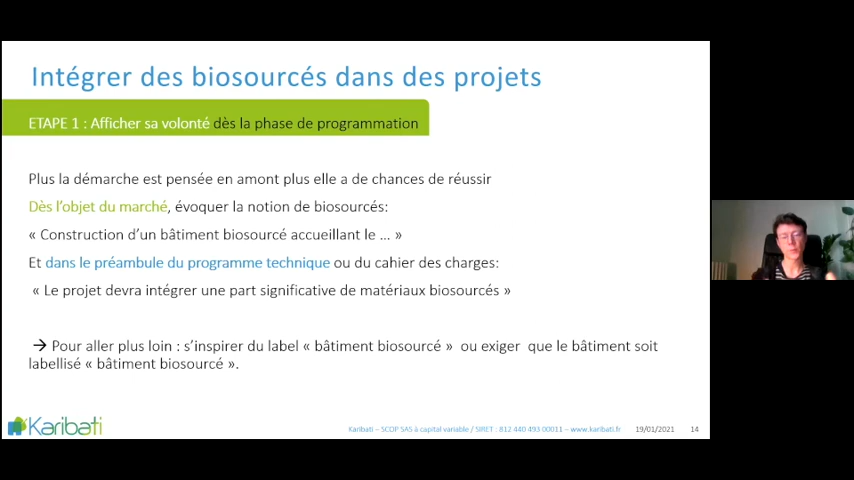 Intégrer des biosourcés dans des projets
ETAPE 1 : Afficher sa volonté dès la phase de programmation
Plus la démarche est pensée en amont plus elle a de chances de réussir
Dès l'objet du marché, évoquer la notion de biosourcés:
« Construction d'un bâtiment biosourcé accueillant le ... »
Et dans le préambule du programme technique ou du cahier des charges:
« Le projet devra intégrer une part significative de matériaux biosourcés »
→ Pour aller plus loin : s'inspirer du label « bâtiment biosourcé » ou exiger que le bâtiment soit
labellisé « bâtiment biosourcé ».
Karibati
Karibati – SCOP SAS à capital variable / SIRET : 812 440 493 00011 – www.karibati.fr
19/01/2021
14